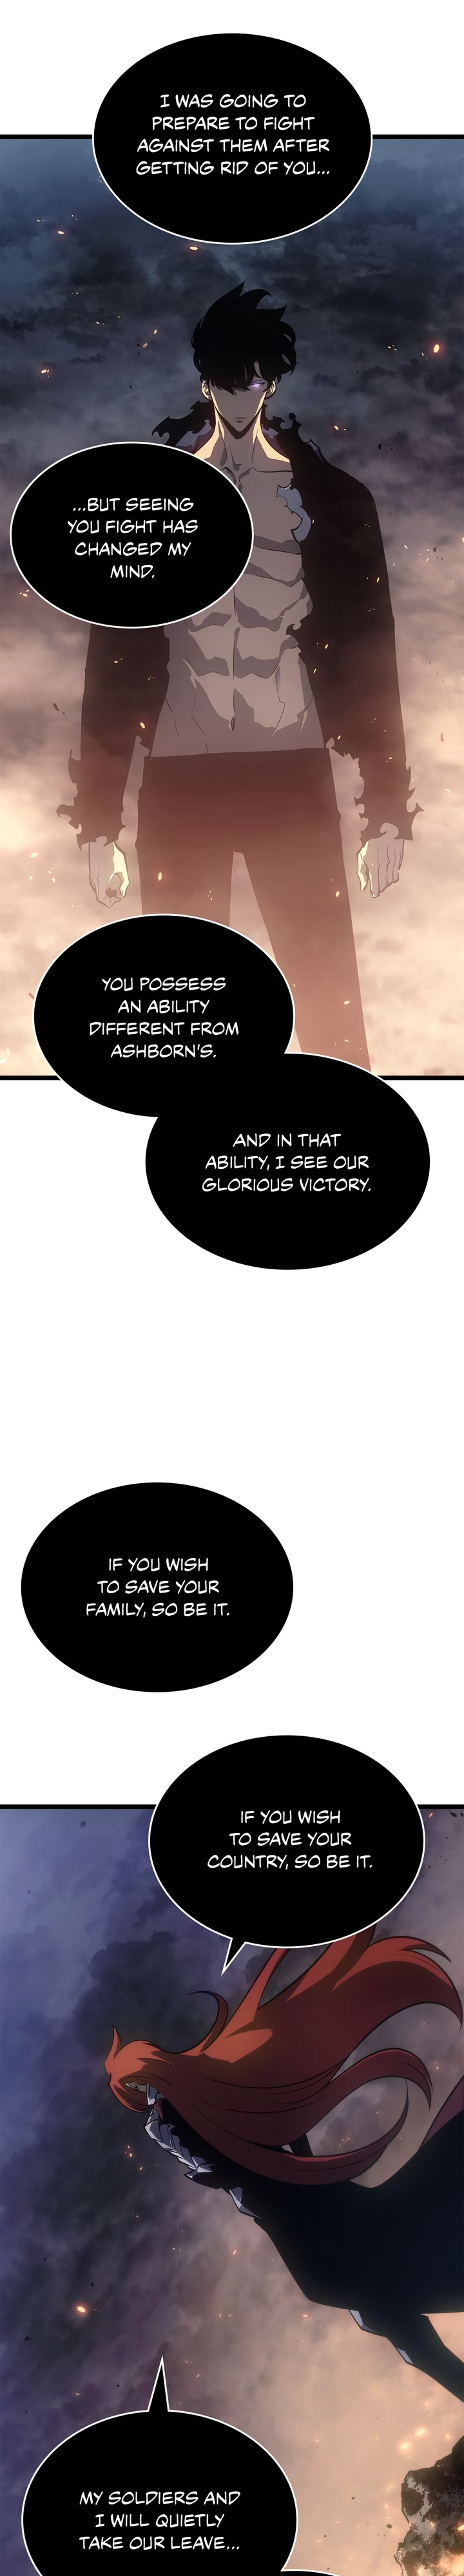 I WAS GOING TO
PREPARE TO FIGHT
AGAINST THEM AFTER
GETTING RID OF YOU...
...BUT SEEING
YOU FIGHT HAS
CHANGED MY
MIND.
YOU POSSESS
AN ABILITY
DIFFERENT FROM
ASHBORN'S.
AND IN THAT
ABILITY, I SEE OUR
GLORIOUS VICTORY.
IF YOU WISH
TO SAVE YOUR
FAMILY, SO BE IT.
IF YOU WISH
TO SAVE YOUR
COUNTRY, SO BE IT.
MY SOLDIERS AND
I WILL QUIETLY
TAKE OUR LEAVE...